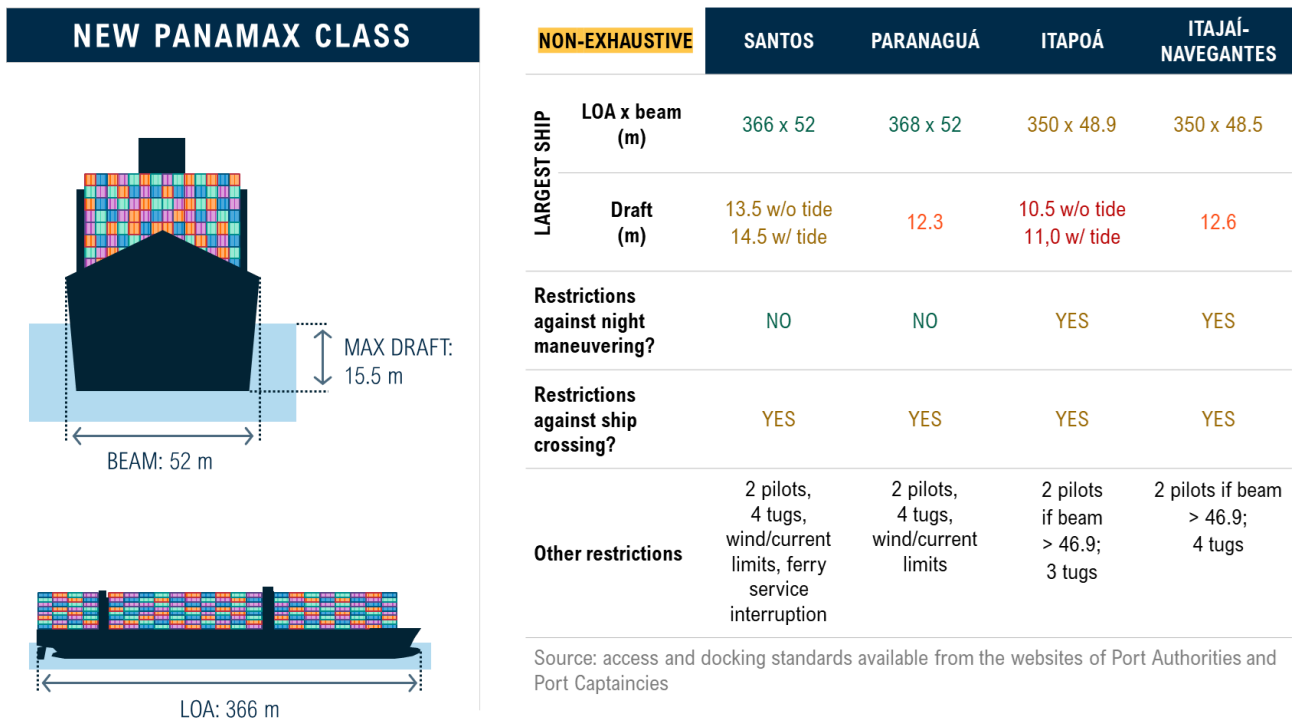 NEW PANAMAX CLASS
MAX DRAFT:
15.5 m
BEAM: 52 m
LOA: 366 m
NON-EXHAUSTIVE
SANTOS
PARANAGUÁ
ITAPOÁ
ITAJAÍ-
NAVEGANTES
LARGEST SHIP
LOA x beam
(m)
366 x 52
368 x 52
350 x 48.9
350 x 48.5
Draft
(m)
13.5 w/o tide
14.5 w/ tide
12.3
10.5 w/o tide
11,0 w/ tide
12.6
Restrictions
against night
maneuvering?
NO
NO
YES
YES
Restrictions
against ship
crossing?
YES
YES
YES
YES
Other restrictions
2 pilots,
4 tugs,
wind/current
limits, ferry
service
interruption
2 pilots,
4 tugs,
wind/current
limits
2 pilots
if beam
> 46.9;
3 tugs
2 pilots if beam
> 46.9;
4 tugs
Source: access and docking standards available from the websites of Port Authorities and
Port Captaincies